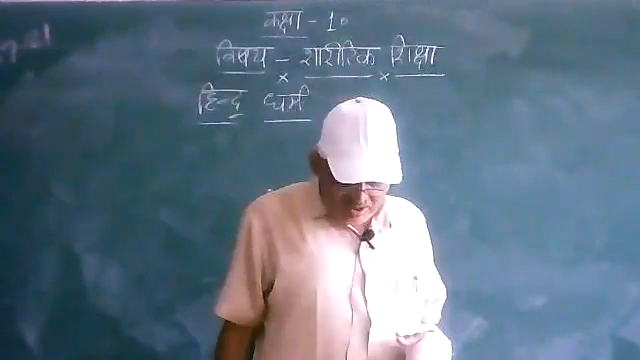 कक्षा - 10
विषय - शारीरिक शिक्षा
हिन्दू धर्म